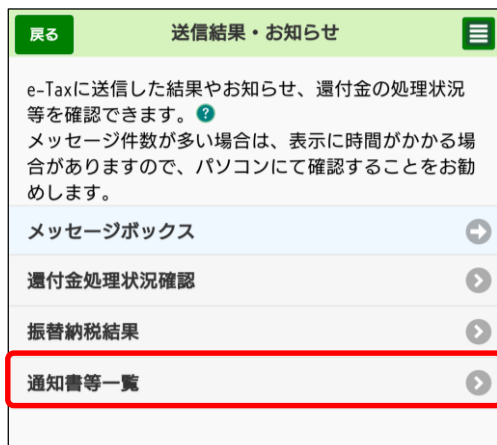 戻る
送信結果・お知らせ
e-Taxに送信した結果やお知らせ、還付金の処理状況
等を確認できます。?
メッセージ件数が多い場合は、表示に時間がかかる場
合がありますので、パソコンにて確認することをお勧
めします。
メッセージボックス
還付金処理状況確認
振替納税結果
通知書等一覧